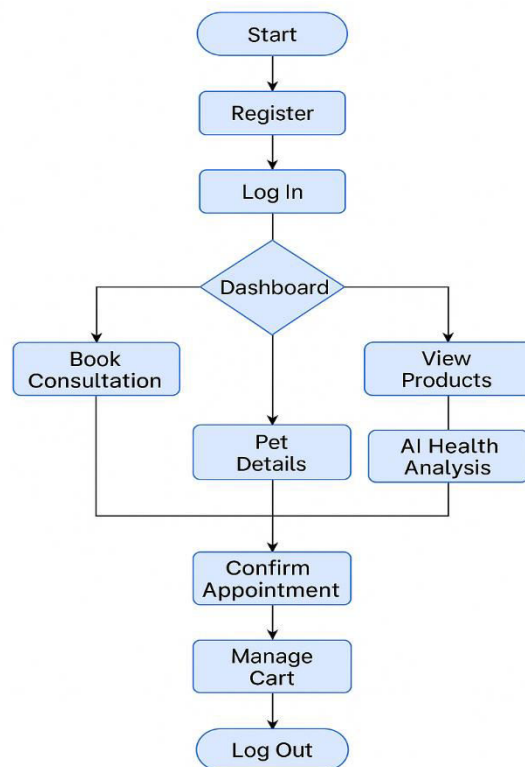 Start
Register
Log In
Dashboard
Book
Consultation
View
Products
Pet
Details
AI Health
Analysis
Confirm
Appointment
Manage
Cart
Log Out